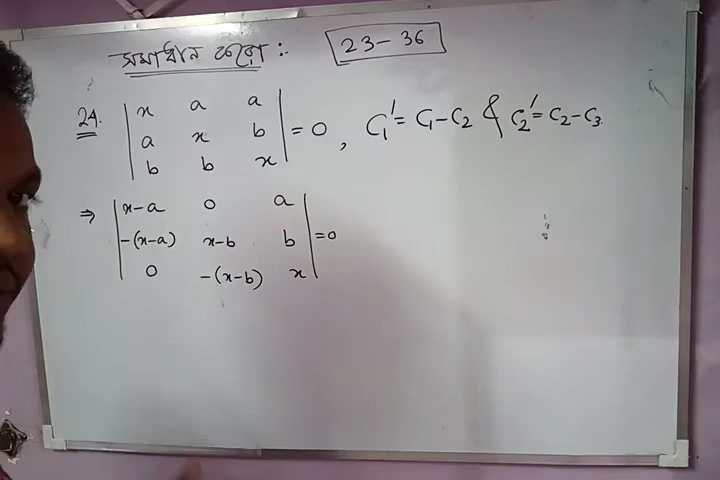 সমাধান করো : 23-36
24. | x a a |
| a x b | = 0 , C₁′ = C₁ - C₂ & C₂′ = C₂ - C₃
| b b x |
⇒ | x-a 0 a |
| -(x-a) x-b b | = 0
| 0 -(x-b) x |